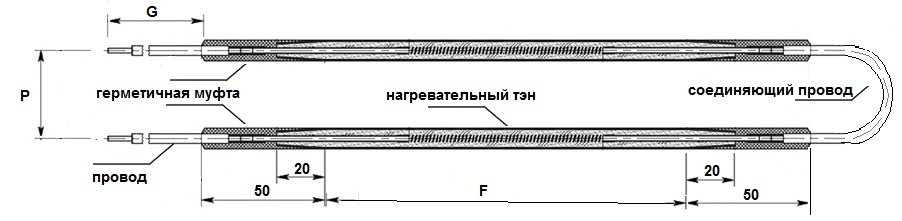 G
P
герметичная муфта
нагревательный тэн
соединяющий провод
провод
20
20
50
F
50